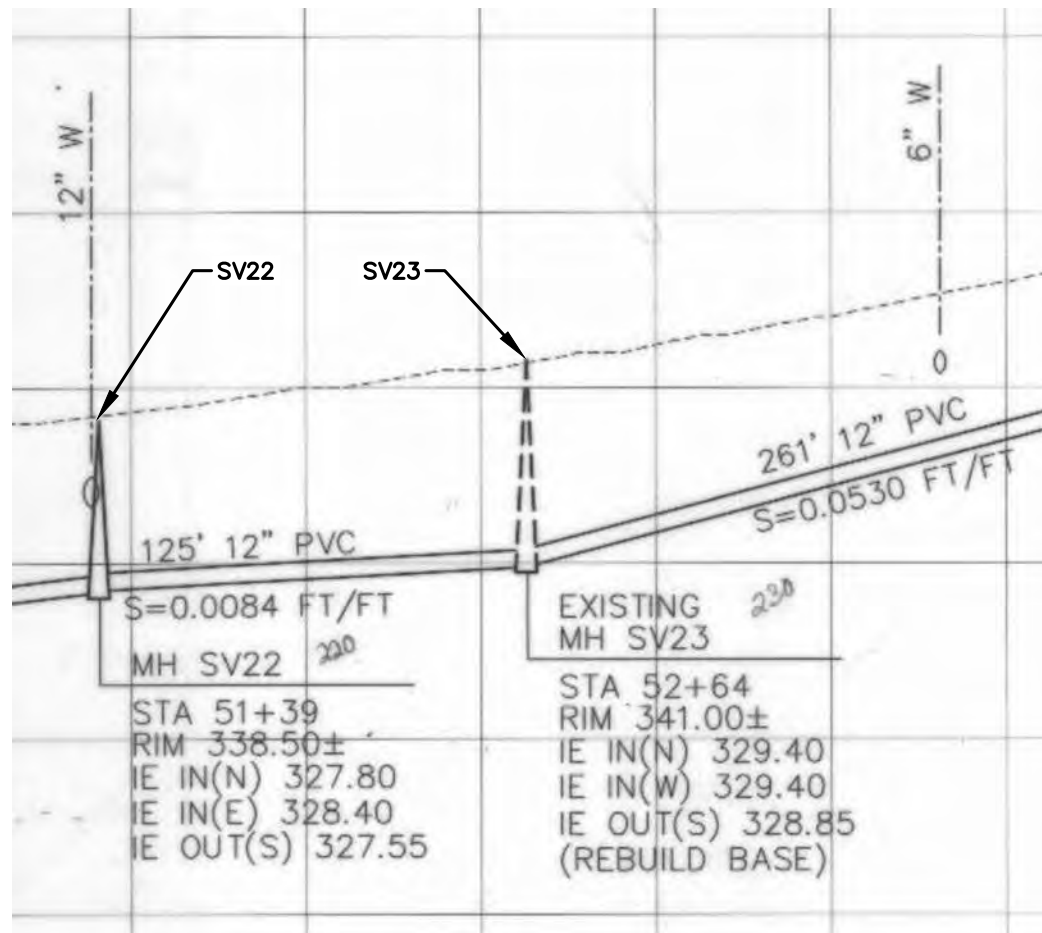 12" W
6" W
SV22
SV23
0
0
125' 12" PVC
S=0.0084 FT/FT
261' 12" PVC
S=0.0530 FT/FT
MH SV22
220
STA 51+39
RIM 338.50±
IE IN(N) 327.80
IE IN(E) 328.40
IE OUT(S) 327.55
EXISTING
230
MH SV23
STA 52+64
RIM 341.00±
IE IN(N) 329.40
IE IN(W) 329.40
IE OUT(S) 328.85
(REBUILD BASE)